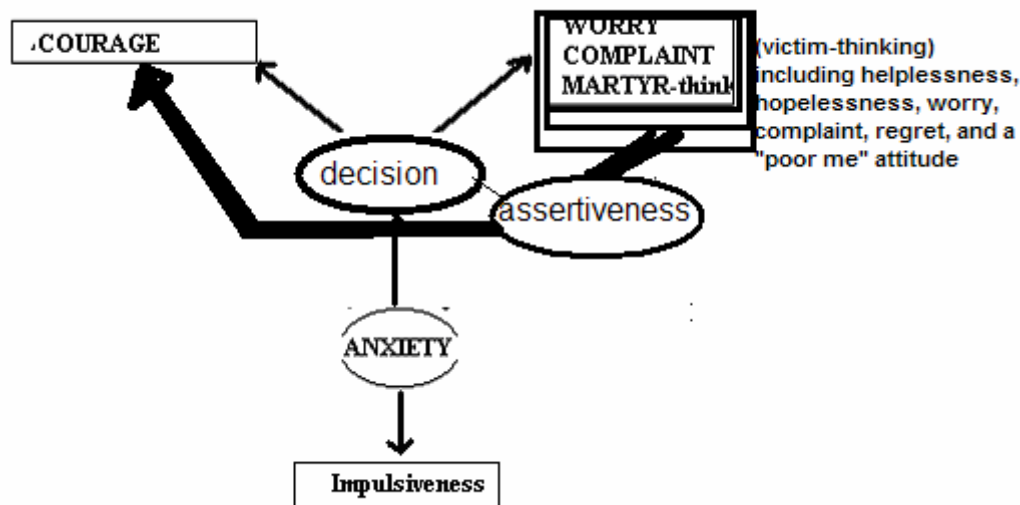 COURAGE
WORRY
COMPLAINT
MARTYR-think
(victim-thinking)
including helplessness,
hopelessness, worry,
complaint, regret, and a
"poor me" attitude
decision
assertiveness
ANXIETY
Impulsiveness